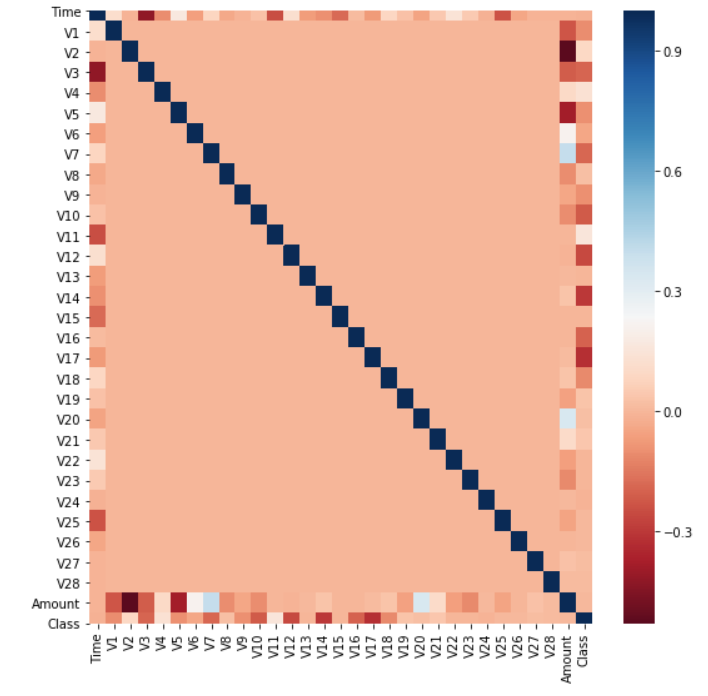 Time
V1
V2
V3
V4
V5
V6
V7
V8
V9
V10
V11
V12
V13
V14
V15
V16
V17
V18
V19
V20
V21
V22
V23
V24
V25
V26
V27
V28
Amount
Class
Time
V1
V2
V3
V4
V5
V6
V7
V8
V9
V10
V11
V12
V13
V14
V15
V16
V17
V18
V19
V20
V21
V22
V23
V24
V25
V26
V27
V28
Amount
Class
0.9
0.6
0.3
0.0
−0.3